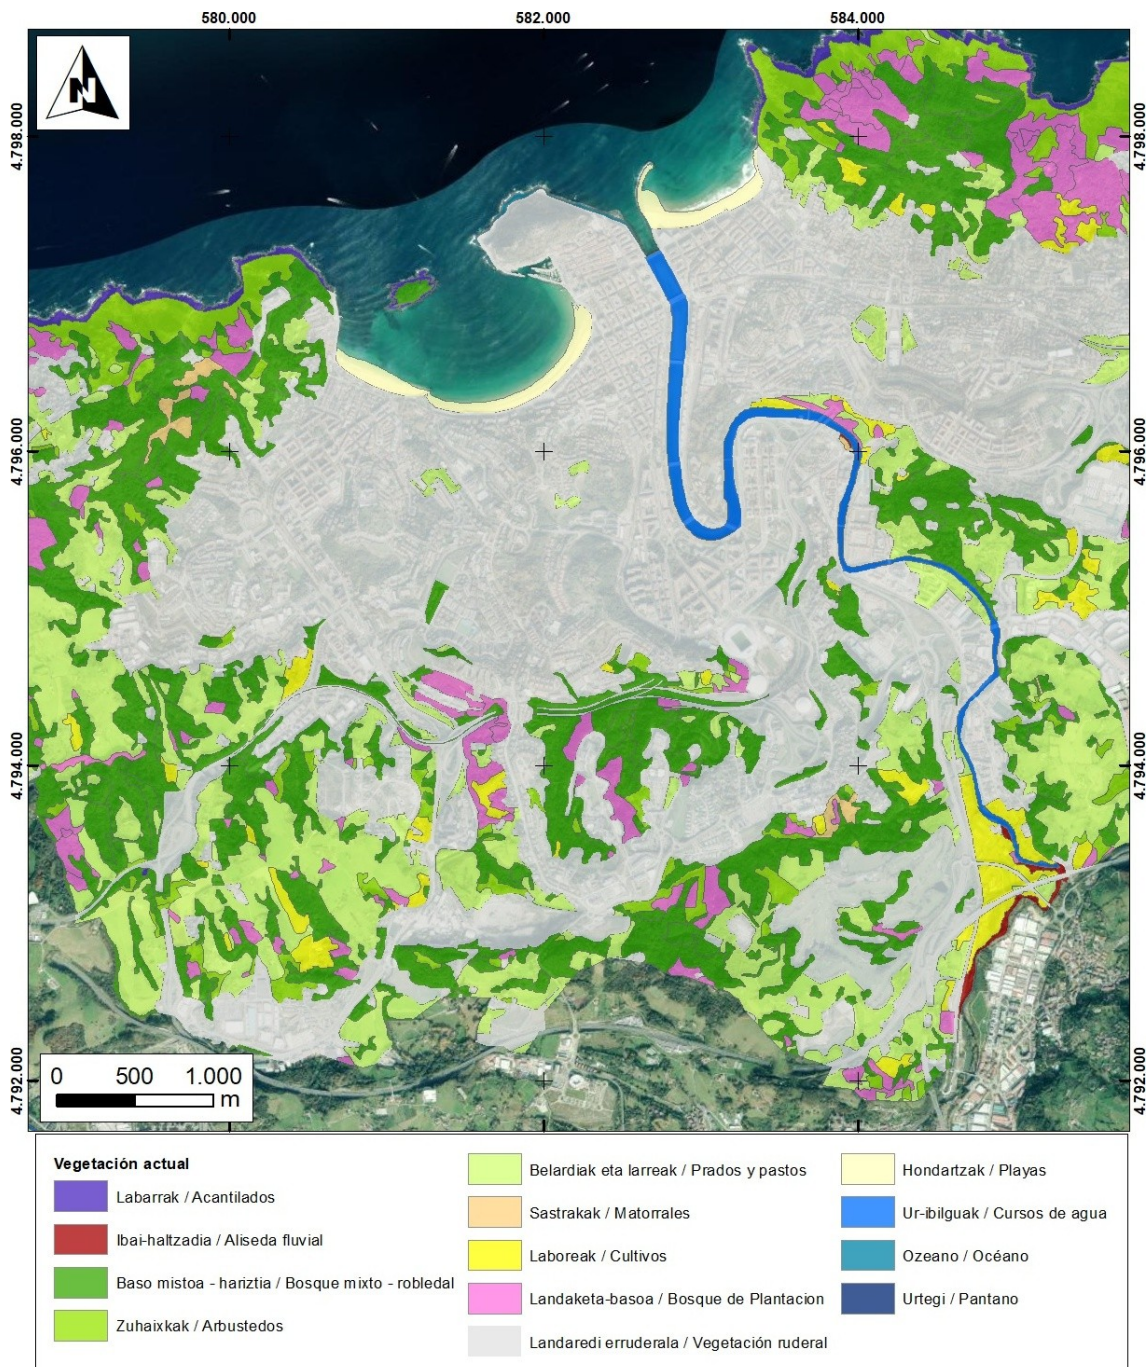 580.000
582.000
584.000
N
4.798.000
4.798.000
4.796.000
4.796.000
4.794.000
4.794.000
4.792.000
4.792.000
0 500 1.000
m
Vegetación actual
Labarrak / Acantilados
Ibai-haltzadia / Aliseda fluvial
Baso mistoa - hariztia / Bosque mixto - robledal
Zuhaixkak / Arbustedos
Belardiak eta larreak / Prados y pastos
Sastrakak / Matorrales
Laboreak / Cultivos
Landaketa-basoa / Bosque de Plantacion
Landaredi erruderala / Vegetación ruderal
Hondartzak / Playas
Ur-ibilguak / Cursos de agua
Ozeano / Océano
Urtegi / Pantano